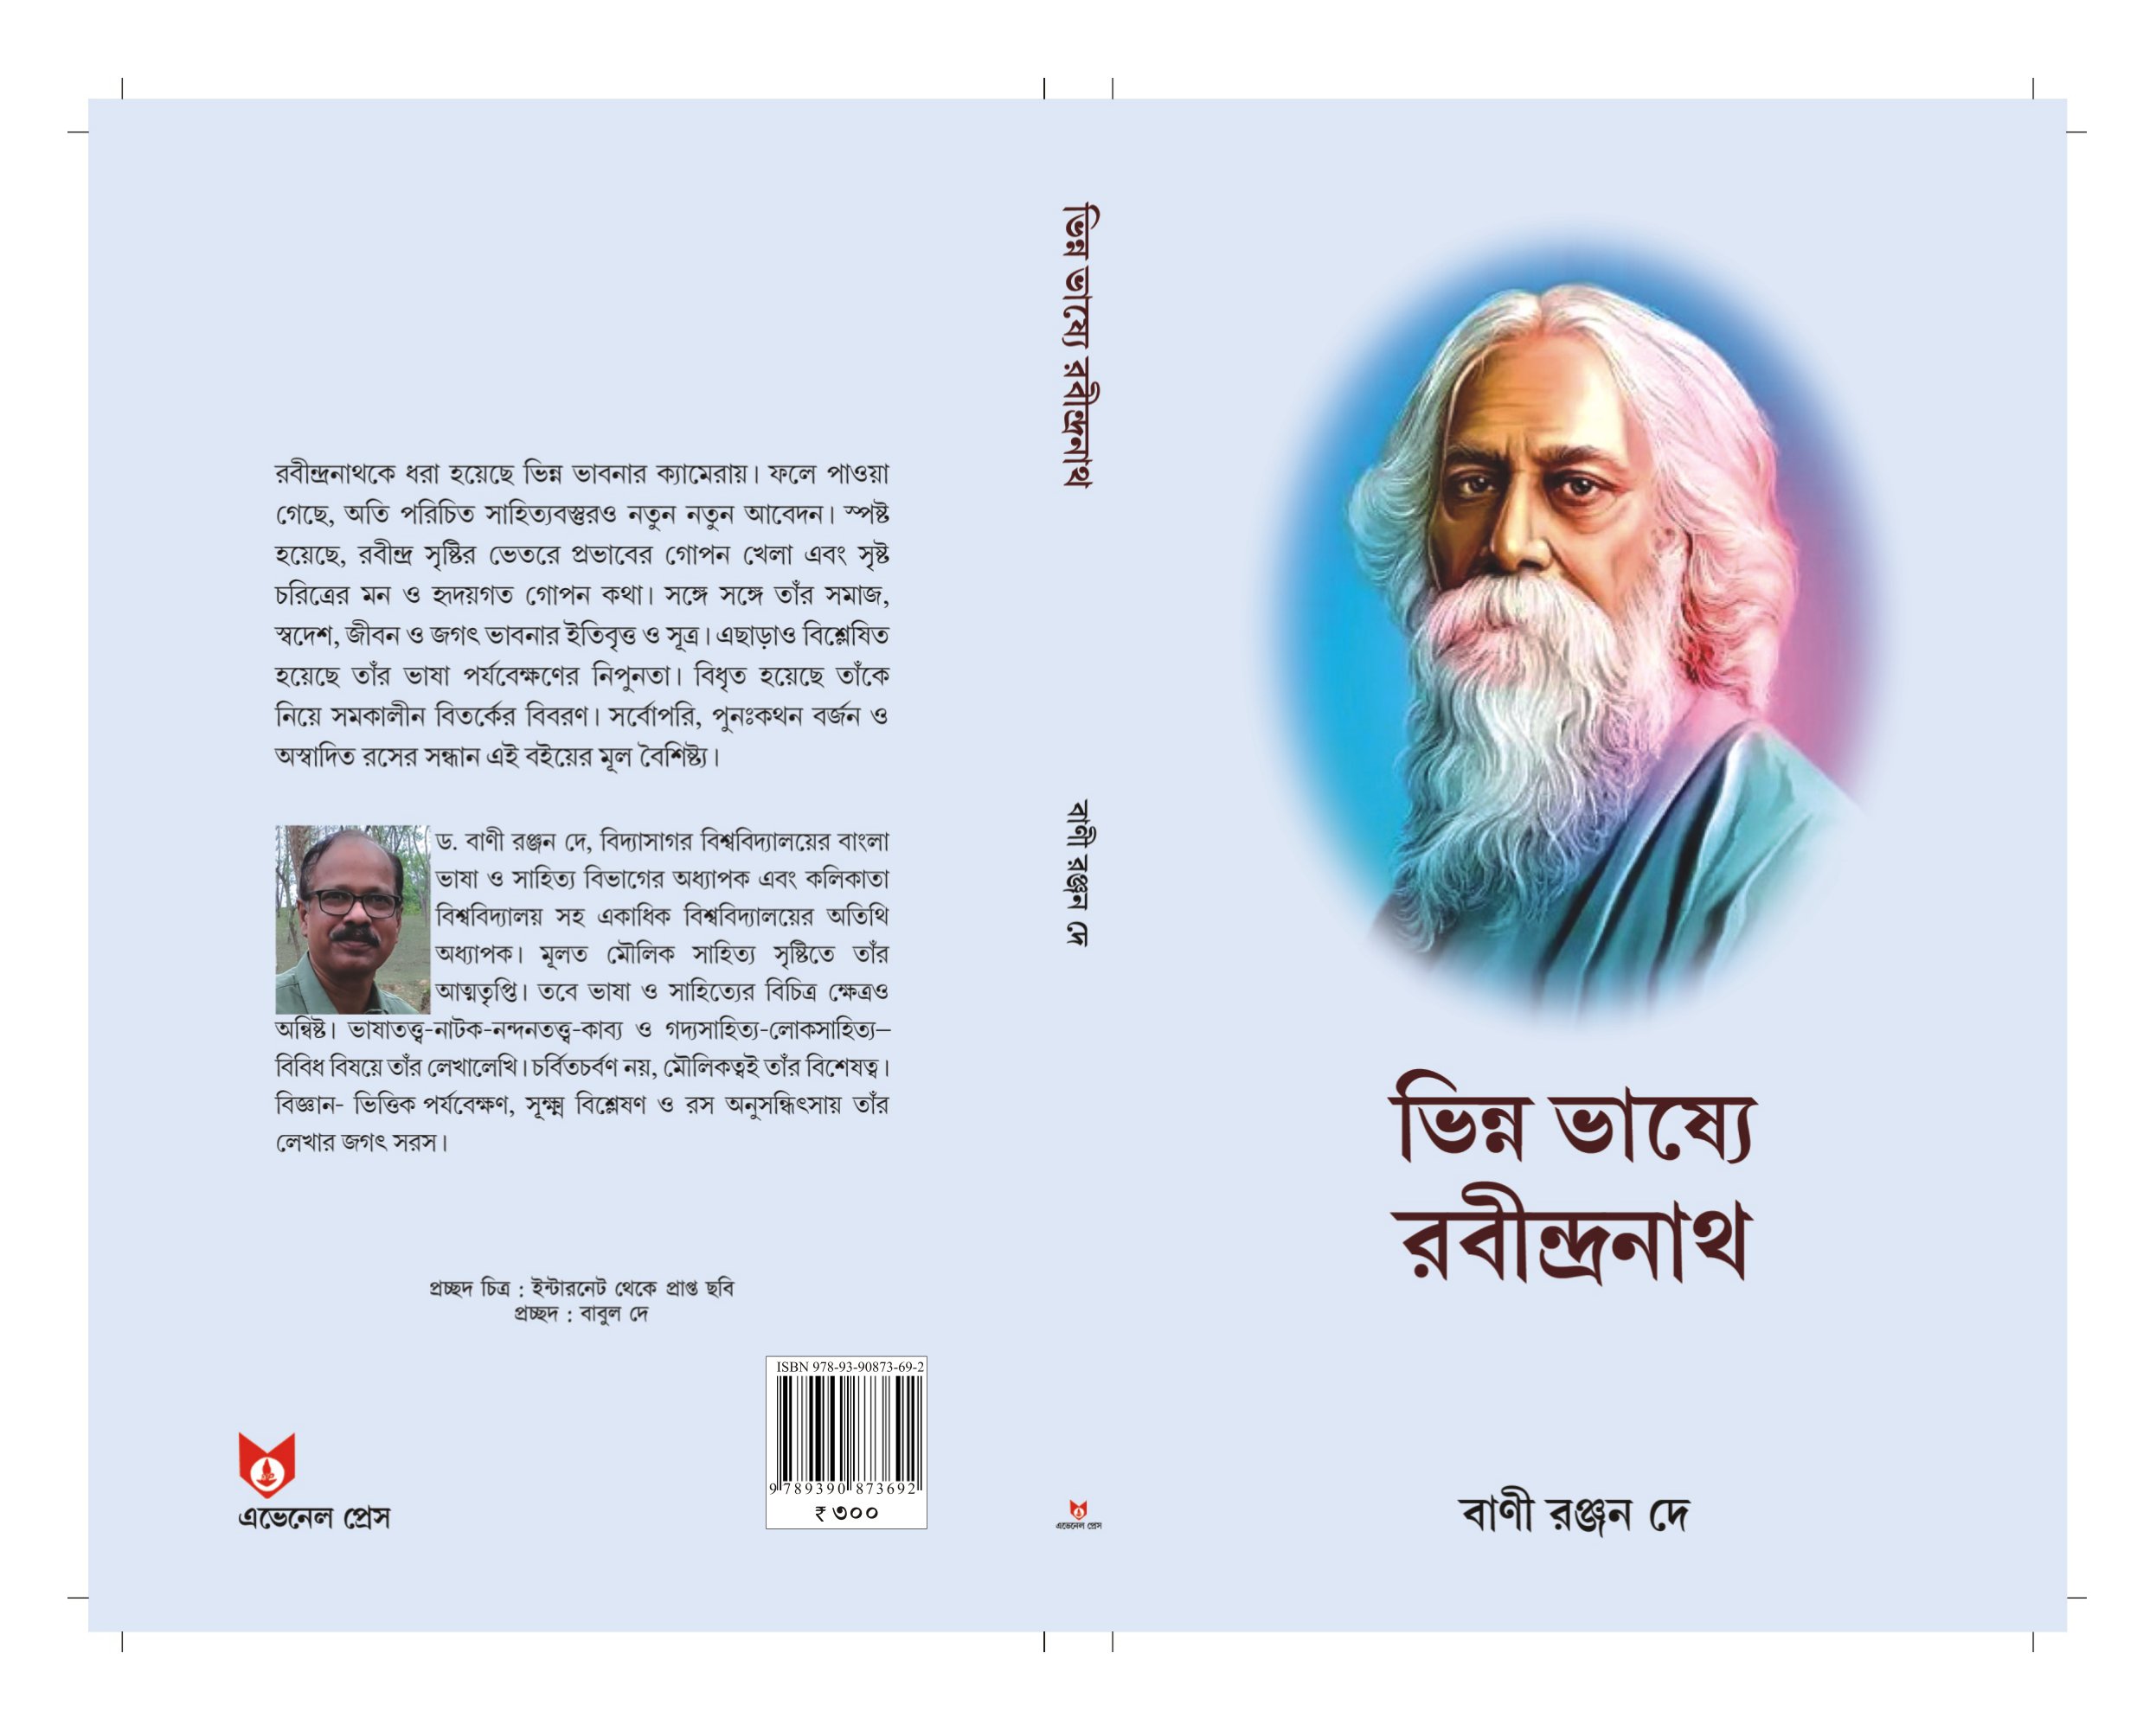 রবীন্দ্রনাথকে ধরা হয়েছে ভিন্ন ভাবনার ক্যামেরায়। ফলে পাওয়া
গেছে, অতি পরিচিত সাহিত্যবস্তুরও নতুন নতুন আবেদন। স্পষ্ট
হয়েছে, রবীন্দ্র সৃষ্টির ভেতরে প্রভাবের গোপন খেলা এবং সৃষ্ট
চরিত্রের মন ও হৃদয়গত গোপন কথা। সঙ্গে সঙ্গে তাঁর সমাজ,
স্বদেশ, জীবন ও জগৎ ভাবনার ইতিবৃত্ত ও সূত্র। এছাড়াও বিশ্লেষিত
হয়েছে তাঁর ভাষা পর্যবেক্ষণের নিপুনতা। বিধৃত হয়েছে তাঁকে
নিয়ে সমকালীন বিতর্কের বিবরণ। সর্বোপরি, পুনঃকথন বর্জন ও
অস্বাদিত রসের সন্ধান এই বইয়ের মূল বৈশিষ্ট্য।
ড. বাণী রঞ্জন দে, বিদ্যাসাগর বিশ্ববিদ্যালয়ের বাংলা
ভাষা ও সাহিত্য বিভাগের অধ্যাপক এবং কলিকাতা
বিশ্ববিদ্যালয় সহ একাধিক বিশ্ববিদ্যালয়ের অতিথি
অধ্যাপক। মূলত মৌলিক সাহিত্য সৃষ্টিতে তাঁর
আত্মতৃপ্তি। তবে ভাষা ও সাহিত্যের বিচিত্র ক্ষেত্রও
অন্বিষ্ট। ভাষাতত্ত্ব-নাটক-নন্দনতত্ত্ব-কাব্য ও গদ্যসাহিত্য-লোকসাহিত্য–
বিবিধ বিষয়ে তাঁর লেখালেখি। চর্বিতচর্বণ নয়, মৌলিকত্বই তাঁর বিশেষত্ব।
বিজ্ঞান- ভিত্তিক পর্যবেক্ষণ, সূক্ষ্ম বিশ্লেষণ ও রস অনুসন্ধিৎসায় তাঁর
লেখার জগৎ সরস।
প্রচ্ছদ চিত্র : ইন্টারনেট থেকে প্রাপ্ত ছবি
প্রচ্ছদ : বাবুল দে
ISBN 978-93-90873-69-2
9 789390 873692
₹ ৩০০
এভেনেল প্রেস
ভিন্ন ভাষ্যে রবীন্দ্রনাথ
বাণী রঞ্জন দে
এভেনেল প্রেস
ভিন্ন ভাষ্যে
রবীন্দ্রনাথ
বাণী রঞ্জন দে